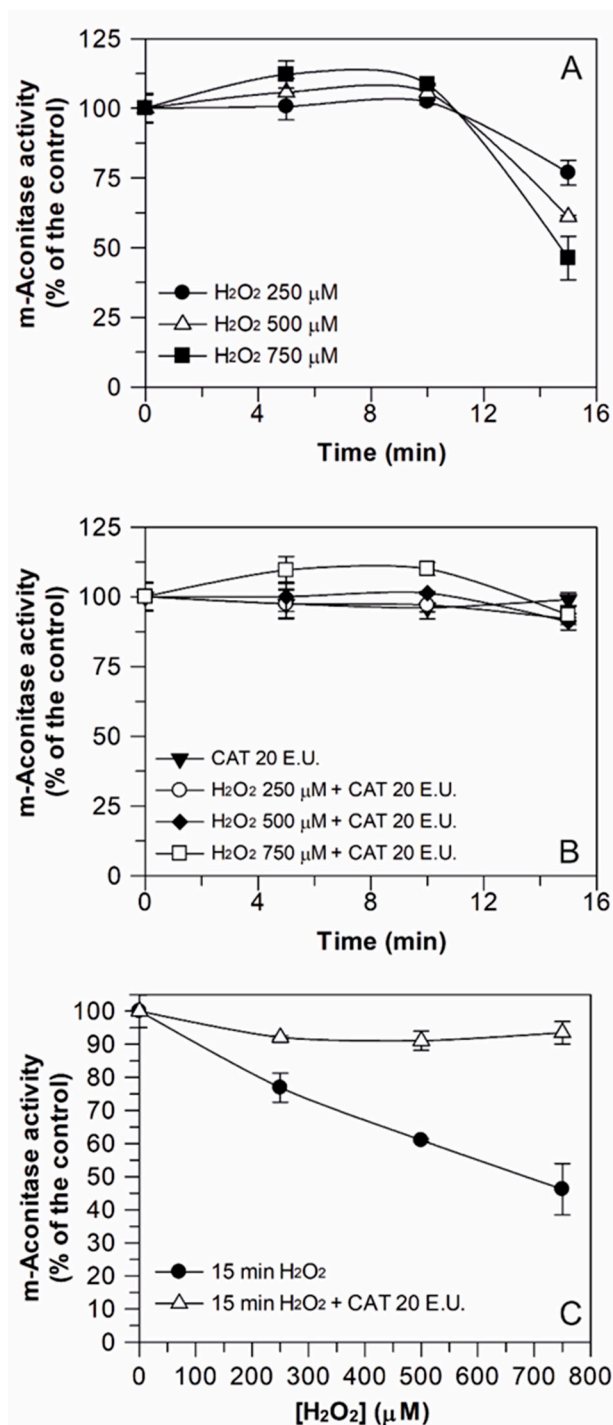 A
m-Aconitase activity
(% of the control)
125
100
75
50
25
0
H2O2 250 µM
H2O2 500 µM
H2O2 750 µM
0 4 8 12 16
Time (min)
m-Aconitase activity
(% of the control)
125
100
75
50
25
0
CAT 20 E.U.
H2O2 250 µM + CAT 20 E.U.
H2O2 500 µM + CAT 20 E.U.
H2O2 750 µM + CAT 20 E.U.
B
0 4 8 12 16
Time (min)
m-Aconitase activity
(% of the control)
100
90
80
70
60
50
40
30
20
10
0
15 min H2O2
15 min H2O2 + CAT 20 E.U.
C
0 100 200 300 400 500 600 700 800
[H2O2] (µM)